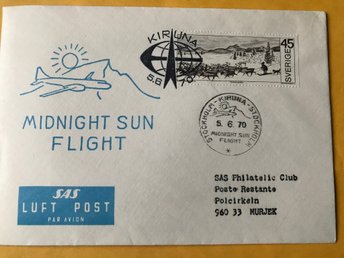 KIRUNA
5.6 70
SVERIGE 45
STOCKHOLM - KIRUNA - STOCKHOLM
5. 6. 70
MIDNIGHT SUN
FLIGHT
MIDNIGHT SUN
FLIGHT
SAS
LUFT POST
PAR AVION
SAS Philatelic Club
Poste Restante
Polcirkeln
960 33 MURJEK